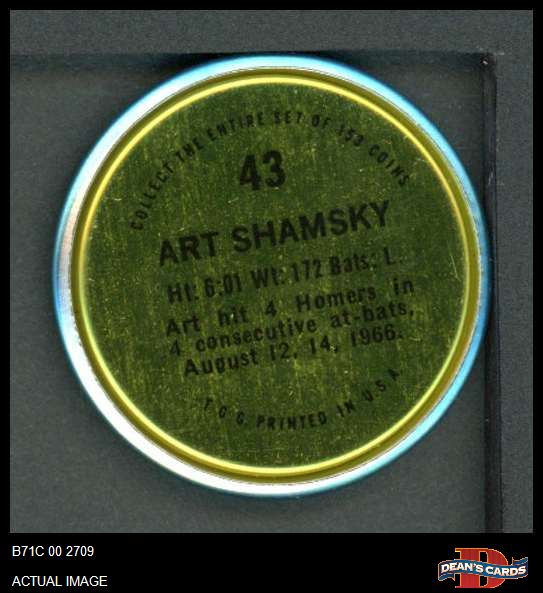 COLLECT THE ENTIRE SET OF 153 COINS
43
ART SHAMSKY
Ht: 6:01 Wt: 172 Bats: L.
Art hit 4 Homers in
4 consecutive at-bats,
August 12, 14, 1966.
T.C.G. PRINTED IN U.S.A.
B71C 00 2709
ACTUAL IMAGE
D
DEAN'S CARDS